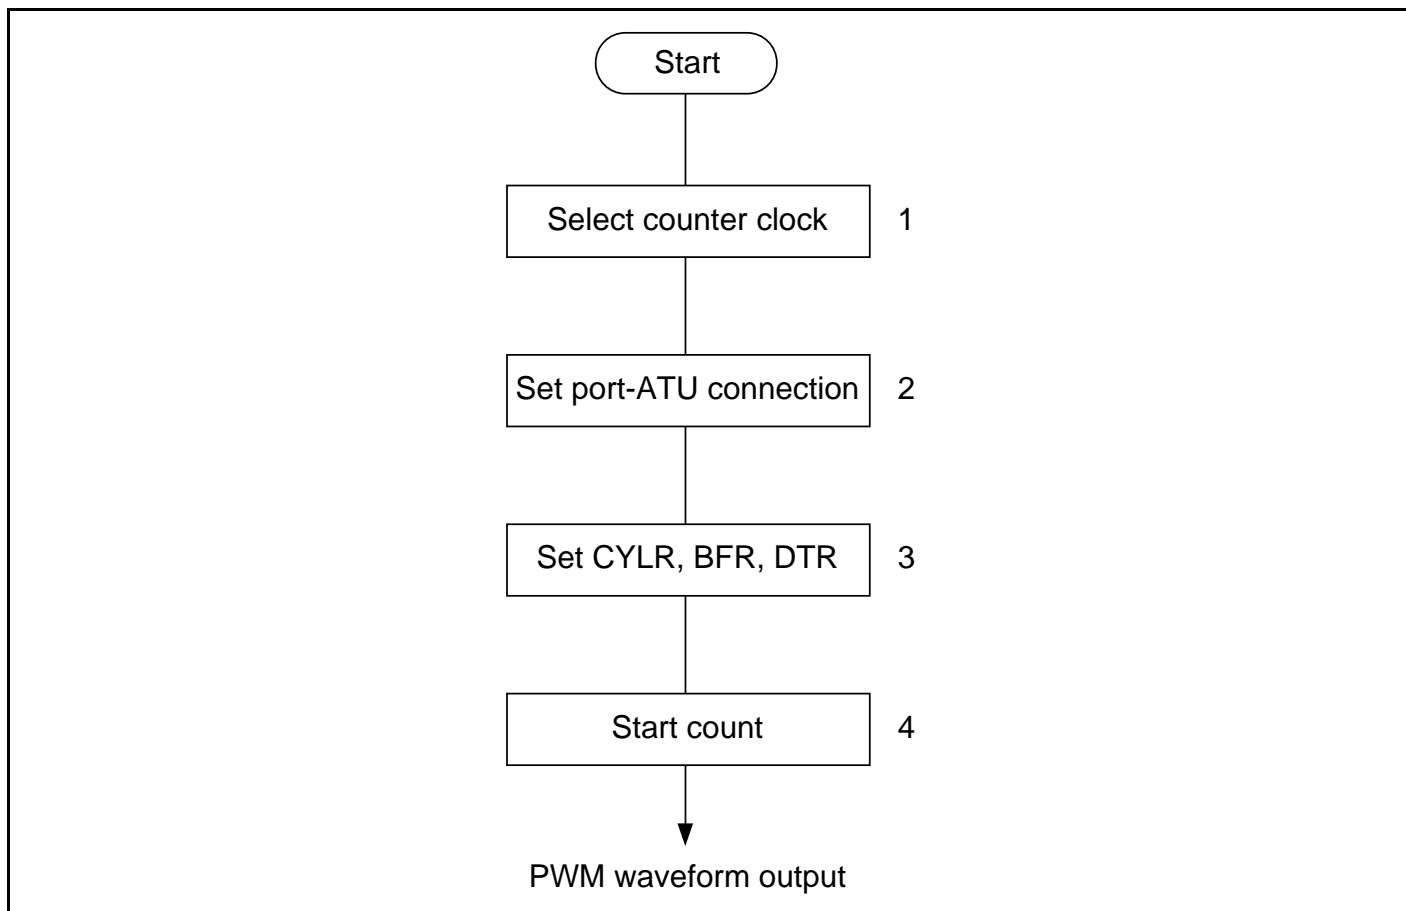 Start
Select counter clock 1
Set port-ATU connection 2
Set CYLR, BFR, DTR 3
Start count 4
PWM waveform output